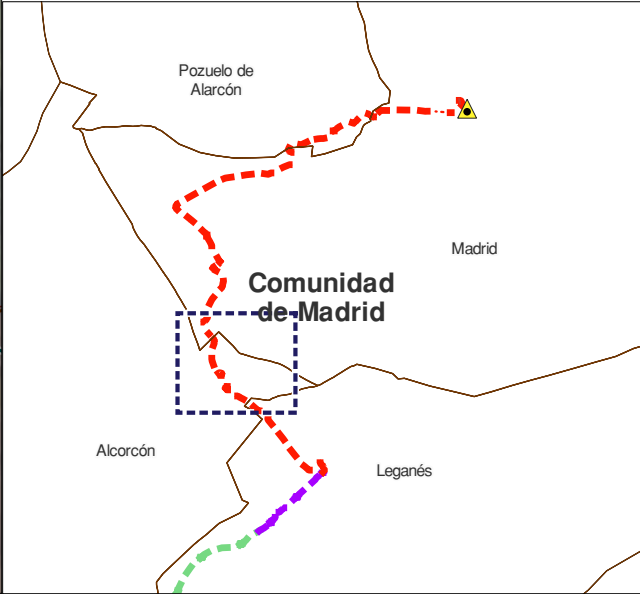 Pozuelo de
Alarcón
Madrid
Comunidad
de Madrid
Alcorcón
Leganés